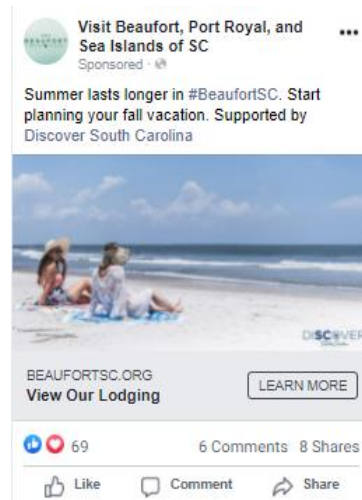 Visit Beaufort, Port Royal, and
Sea Islands of SC
Sponsored ·
Summer lasts longer in #BeaufortSC. Start
planning your fall vacation. Supported by
Discover South Carolina
DISCOVER
BEAUFORTSC.ORG
View Our Lodging
LEARN MORE
69
6 Comments 8 Shares
Like
Comment
Share